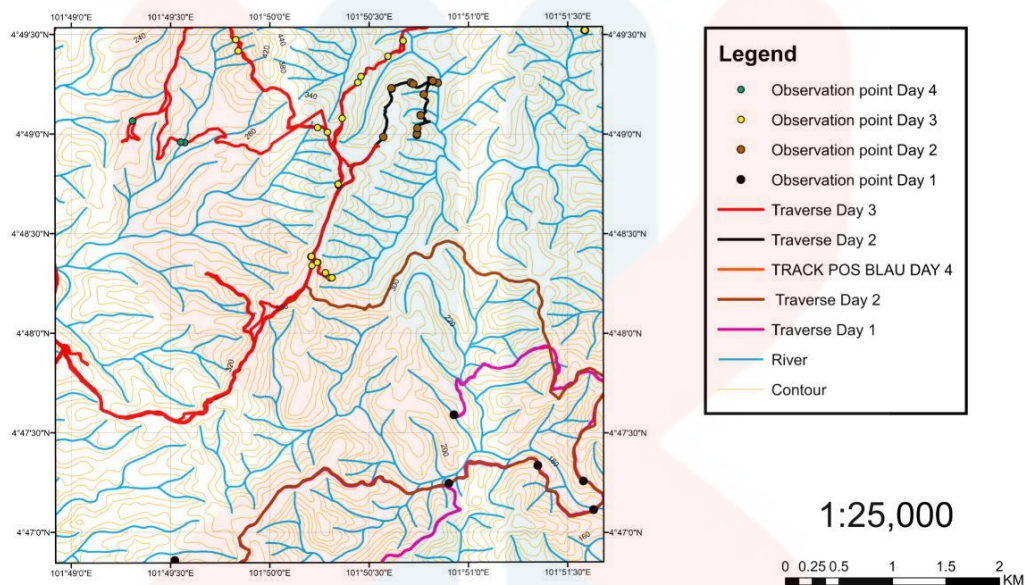 101°49'0"E 101°49'30"E 101°50'0"E 101°50'30"E 101°51'0"E 101°51'30"E
4°49'30"N 4°49'30"N
240
440
420
380
340
4°49'0"N 4°49'0"N
280
4°48'30"N 4°48'30"N
300
220
4°48'0"N 4°48'0"N
320
4°47'30"N 4°47'30"N
200
180
4°47'0"N 4°47'0"N
160
101°49'0"E 101°49'30"E 101°50'0"E 101°50'30"E 101°51'0"E 101°51'30"E
Legend
Observation point Day 4
Observation point Day 3
Observation point Day 2
Observation point Day 1
Traverse Day 3
Traverse Day 2
TRACK POS BLAU DAY 4
Traverse Day 2
Traverse Day 1
River
Contour
1:25,000
0 0.25 0.5 1 1.5 2
KM